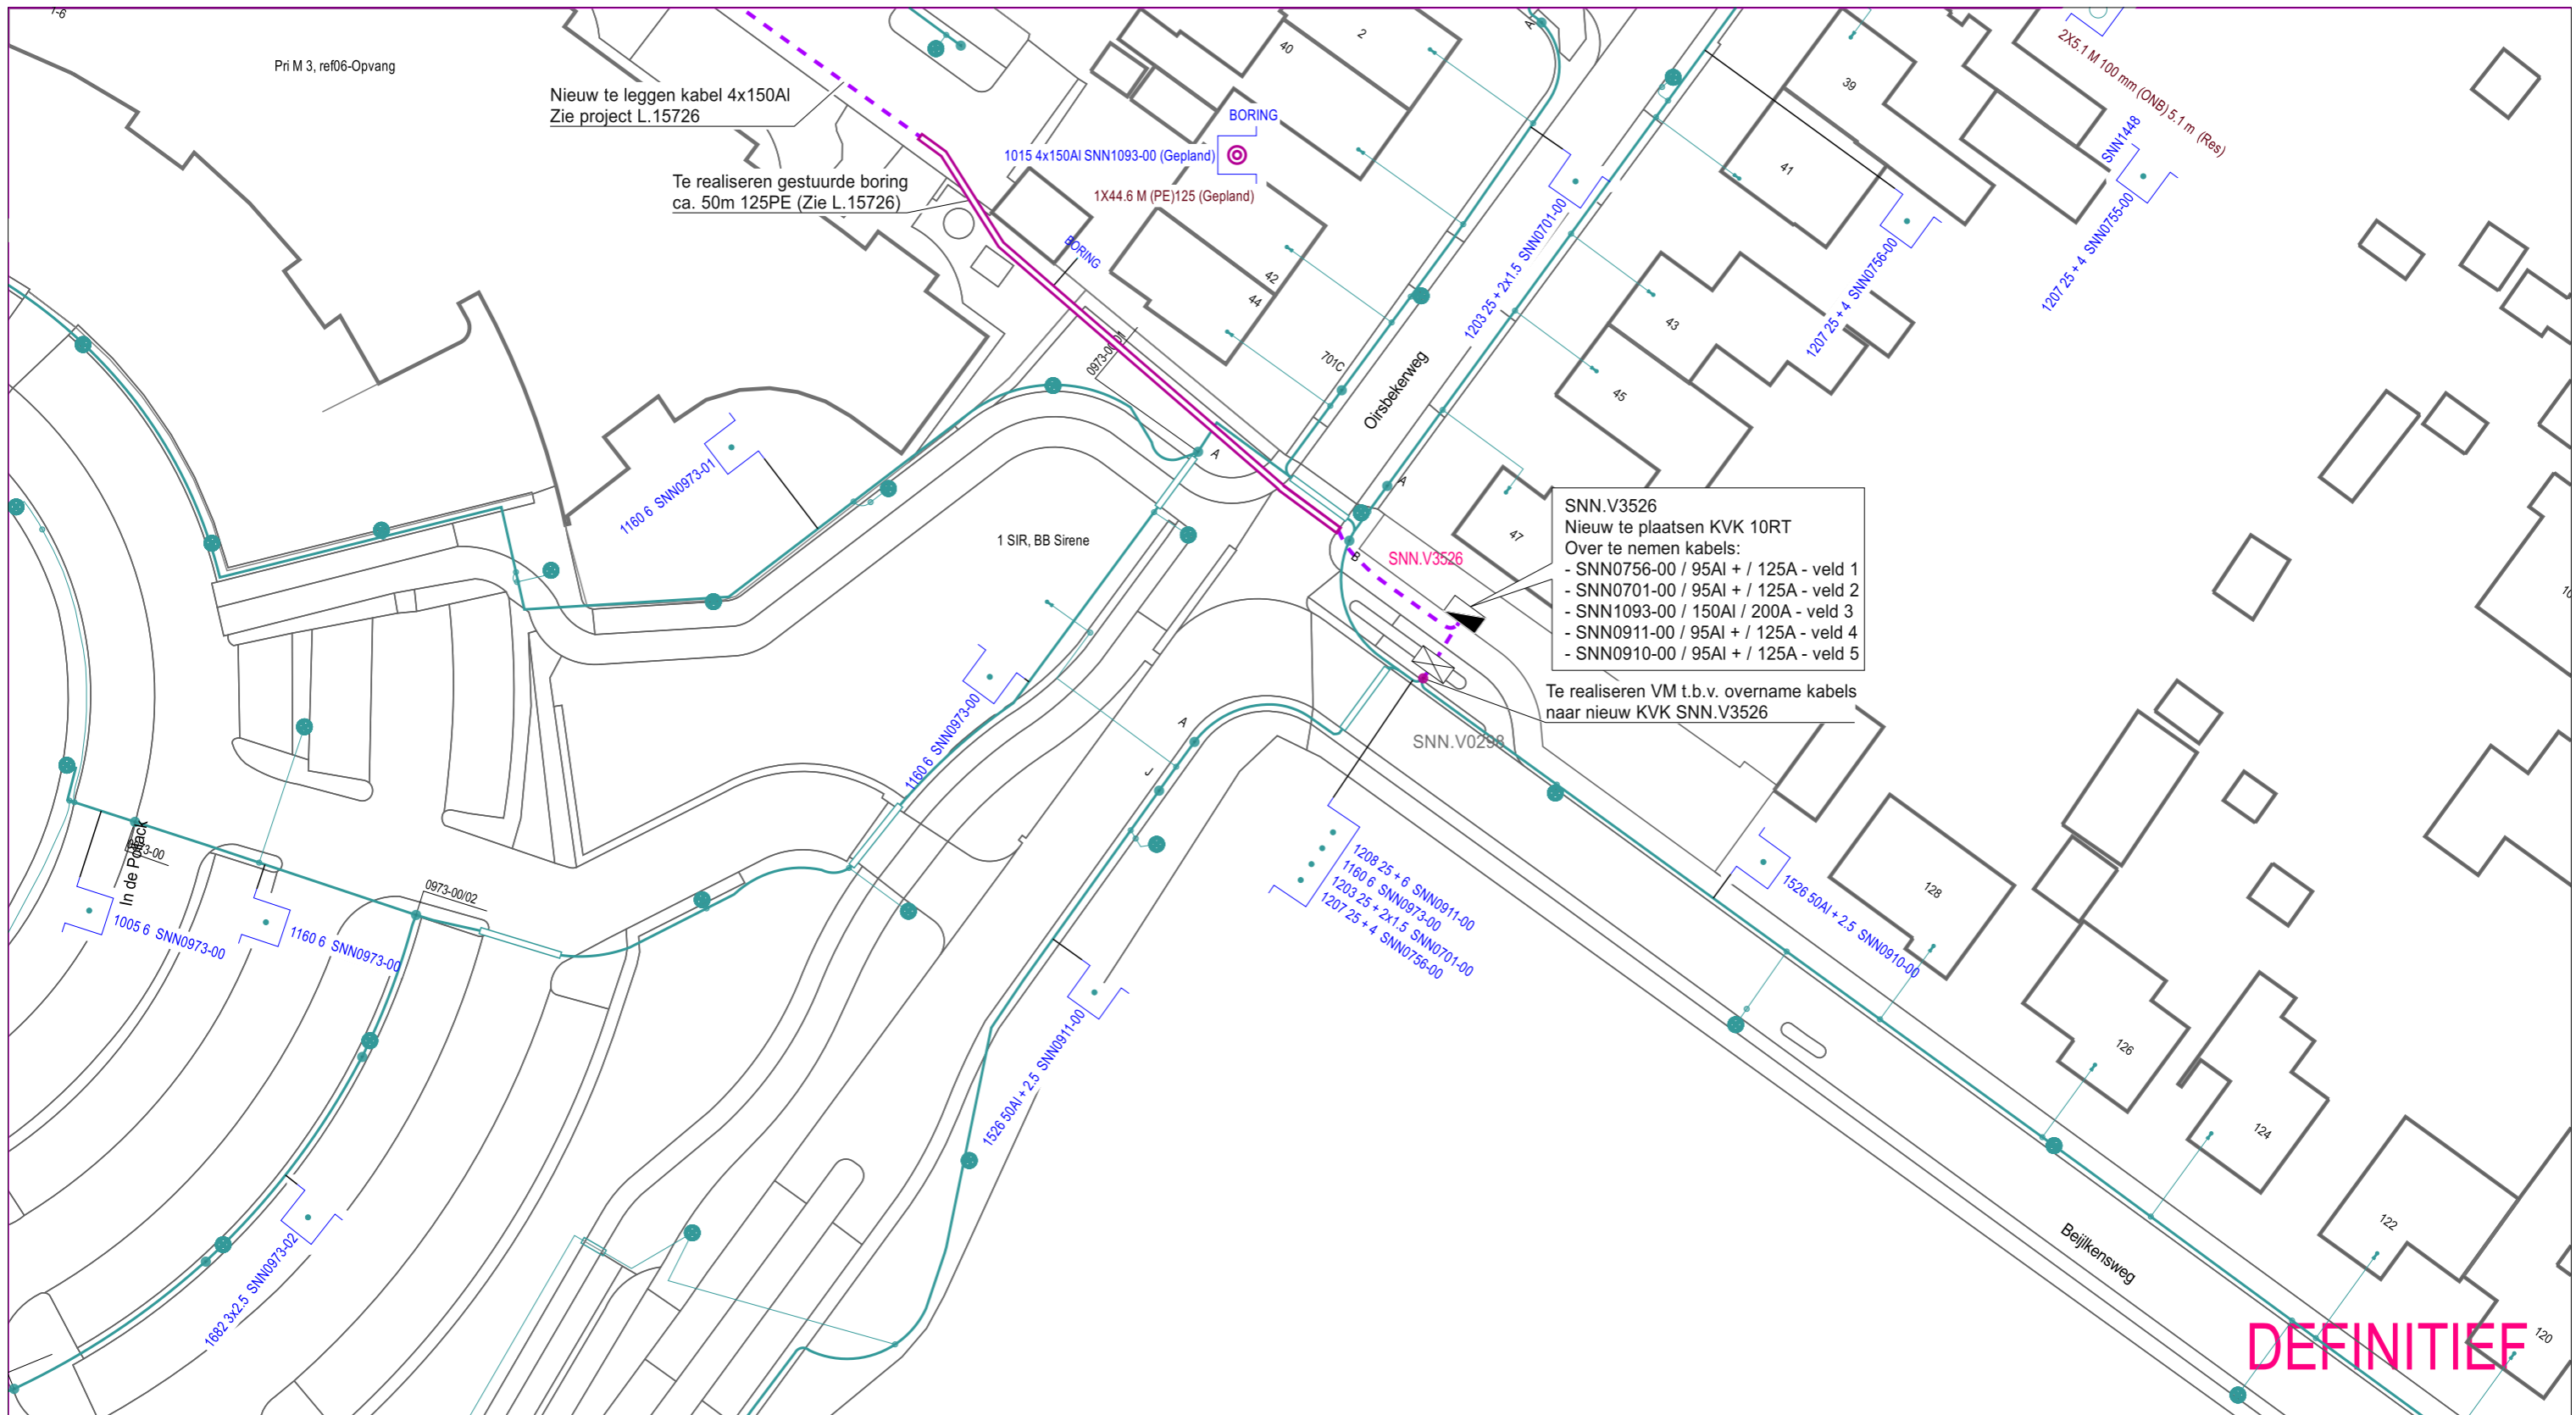 1-6
Pri M 3, ref06-Opvang
Nieuw te leggen kabel 4x150Al
Zie project L.15726
Te realiseren gestuurde boring
ca. 50m 125PE (Zie L.15726)
BORING
1015 4x150Al SNN1093-00 (Gepland)
1X44.6 M (PE)125 (Gepland)
BORING
40
2
42
44
A
39
41
43
45
47
2X5.1 M 100 mm (ONB) 5.1 m (Res)
SNN1448
1207 25 + 4 SNN0755-00
1207 25 + 4 SNN0756-00
1203 25 + 2x1.5 SNN0701-00
701C
Oirsbekerweg
A
A
B
1160 6 SNN0973-01
1 SIR, BB Sirene
SNN.V3526
SNN.V3526
Nieuw te plaatsen KVK 10RT
Over te nemen kabels:
- SNN0756-00 / 95Al + / 125A - veld 1
- SNN0701-00 / 95Al + / 125A - veld 2
- SNN1093-00 / 150Al / 200A - veld 3
- SNN0911-00 / 95Al + / 125A - veld 4
- SNN0910-00 / 95Al + / 125A - veld 5
Te realiseren VM t.b.v. overname kabels
naar nieuw KVK SNN.V3526
SNN.V0298
1160 6 SNN0973-00
A
J
In de Pollack
0973-00/02
1005 6 SNN0973-00
1160 6 SNN0973-00
1208 25 + 6 SNN0911-00
1160 6 SNN0973-00
1203 25 + 2x1.5 SNN0701-00
1207 25 + 4 SNN0756-00
1526 50Al + 2.5 SNN0910-00
1526 50Al + 2.5 SNN0911-00
1682 3x2.5 SNN0973-02
128
126
124
122
120
Beijlkensweg
DEFINITIEF